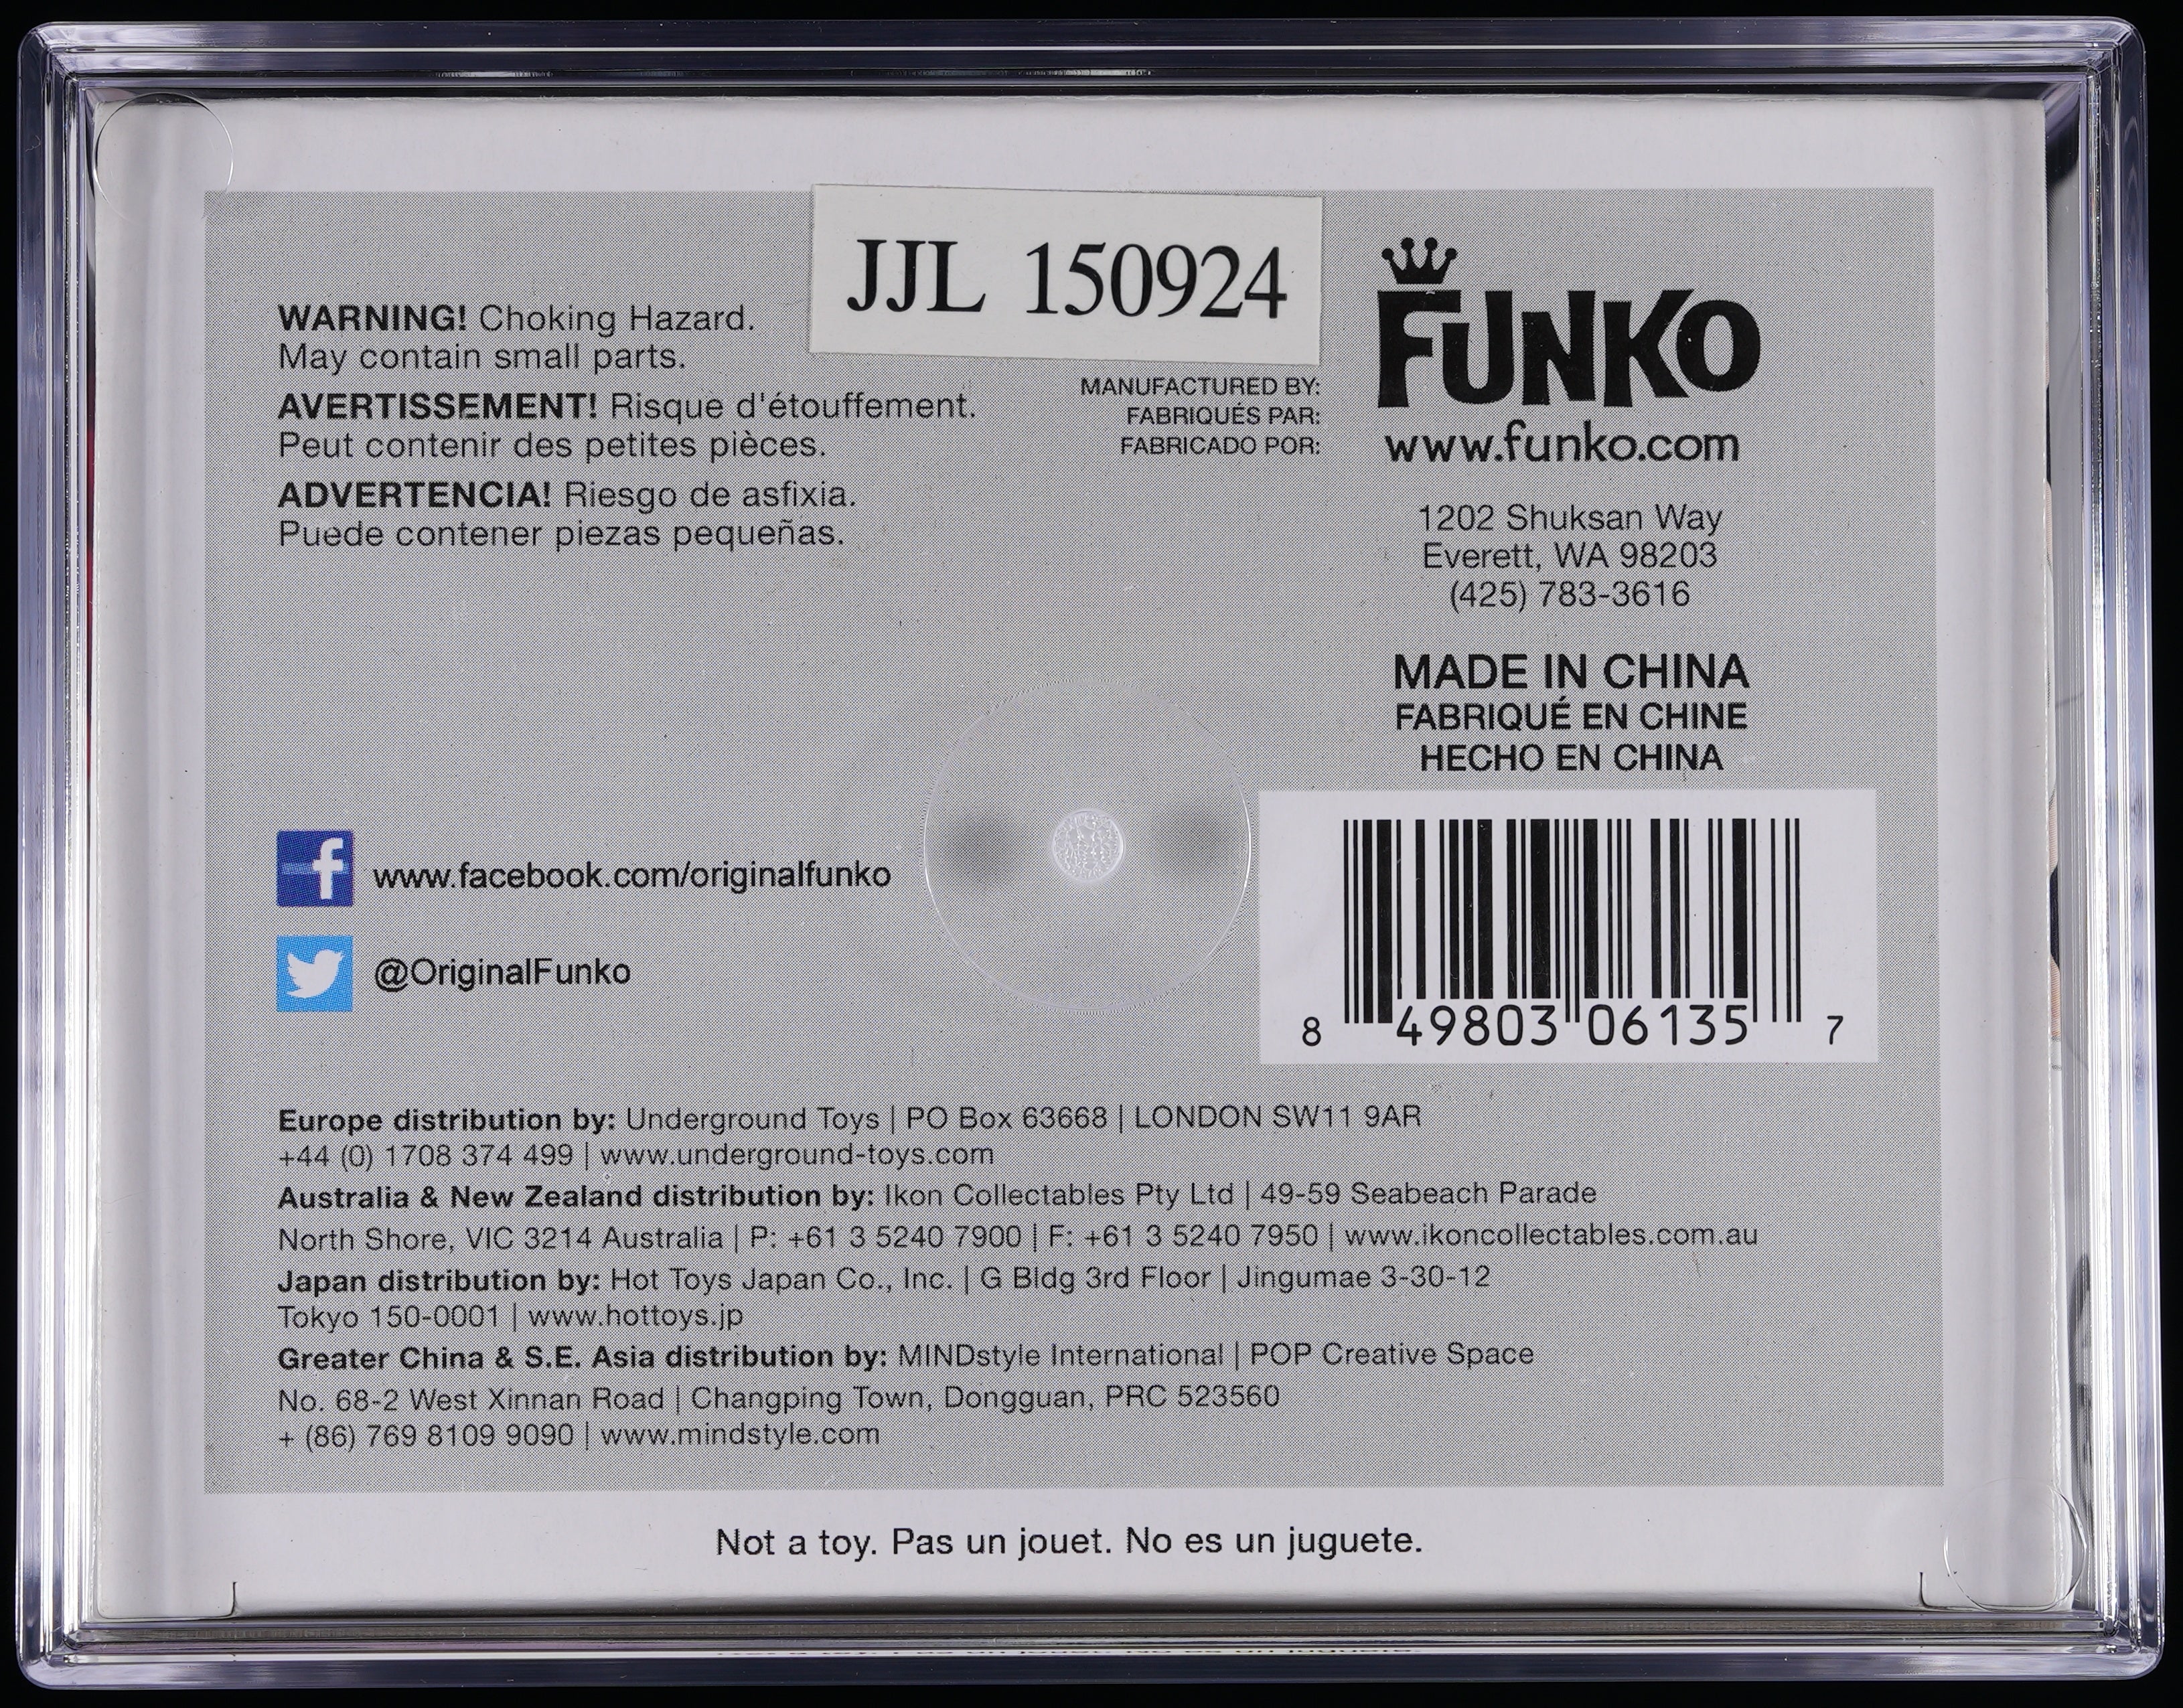 JJL 150924
WARNING! Choking Hazard.
May contain small parts.
AVERTISSEMENT! Risque d'étouffement.
Peut contenir des petites pièces.
ADVERTENCIA! Riesgo de asfixia.
Puede contener piezas pequeñas.
MANUFACTURED BY:
FABRIQUÉS PAR:
FABRICADO POR:
FUNKO
www.funko.com
1202 Shuksan Way
Everett, WA 98203
(425) 783-3616
MADE IN CHINA
FABRIQUÉ EN CHINE
HECHO EN CHINA
f www.facebook.com/originalfunko
@OriginalFunko
8 49803 06135 7
Europe distribution by: Underground Toys | PO Box 63668 | LONDON SW11 9AR
+44 (0) 1708 374 499 | www.underground-toys.com
Australia & New Zealand distribution by: Ikon Collectables Pty Ltd | 49-59 Seabeach Parade
North Shore, VIC 3214 Australia | P: +61 3 5240 7900 | F: +61 3 5240 7950 | www.ikoncollectables.com.au
Japan distribution by: Hot Toys Japan Co., Inc. | G Bldg 3rd Floor | Jingumae 3-30-12
Tokyo 150-0001 | www.hottoys.jp
Greater China & S.E. Asia distribution by: MINDstyle International | POP Creative Space
No. 68-2 West Xinnan Road | Changping Town, Dongguan, PRC 523560
+ (86) 769 8109 9090 | www.mindstyle.com
Not a toy. Pas un jouet. No es un juguete.